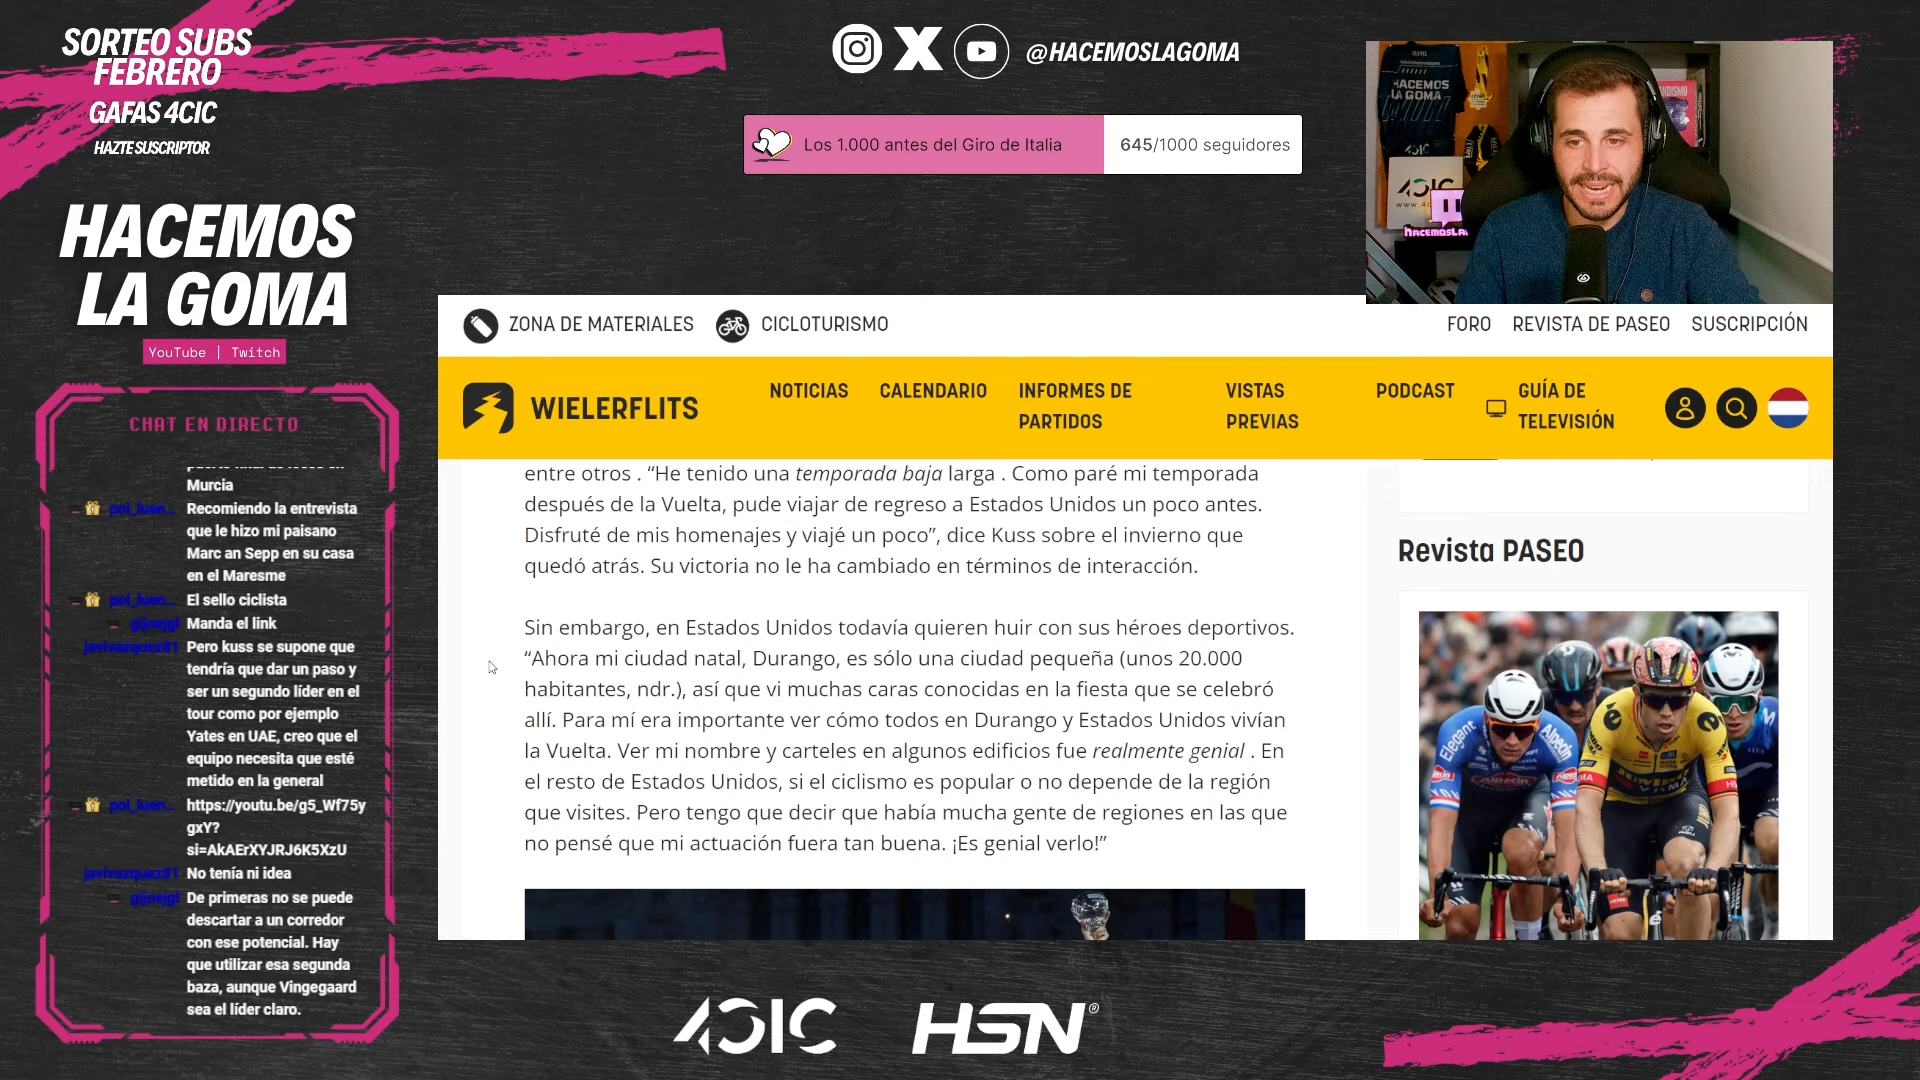 SORTEO SUBS
FEBRERO
GAFAS 4CIC
HAZTE SUSCRIPTOR
HACEMOS
LA GOMA
YouTube | Twitch
CHAT EN DIRECTO
Murcia
pol_luen... Recomiendo la entrevista
que le hizo mi paisano
Marc an Sepp en su casa
en el Maresme
pol_luen... El sello ciclista
gijoejgl Manda el link
javivazquez81 Pero kuss se supone que
tendría que dar un paso y
ser un segundo líder en el
tour como por ejemplo
Yates en UAE, creo que el
equipo necesita que esté
metido en la general
pol_luen... https://youtu.be/g5_Wf75y
gxY?
si=AkAErXYJRJ6K5XzU
javivazquez81 No tenía ni idea
gijoejgl De primeras no se puede
descartar a un corredor
con ese potencial. Hay
que utilizar esa segunda
baza, aunque Vingegaard
sea el líder claro.
@HACEMOSLAGOMA
Los 1.000 antes del Giro de Italia 645/1000 seguidores
HACEMOS
LA GOMA
4CIC
ZONA DE MATERIALES CICLOTURISMO FORO REVISTA DE PASEO SUSCRIPCIÓN
WIELERFLITS
NOTICIAS CALENDARIO INFORMES DE PARTIDOS VISTAS PREVIAS PODCAST GUÍA DE TELEVISIÓN
entre otros . “He tenido una temporada baja larga . Como paré mi temporada
después de la Vuelta, pude viajar de regreso a Estados Unidos un poco antes.
Disfruté de mis homenajes y viajé un poco”, dice Kuss sobre el invierno que
quedó atrás. Su victoria no le ha cambiado en términos de interacción.
Sin embargo, en Estados Unidos todavía quieren huir con sus héroes deportivos.
“Ahora mi ciudad natal, Durango, es sólo una ciudad pequeña (unos 20.000
habitantes, ndr.), así que vi muchas caras conocidas en la fiesta que se celebró
allí. Para mí era importante ver cómo todos en Durango y Estados Unidos vivían
la Vuelta. Ver mi nombre y carteles en algunos edificios fue realmente genial . En
el resto de Estados Unidos, si el ciclismo es popular o no depende de la región
que visites. Pero tengo que decir que había mucha gente de regiones en las que
no pensé que mi actuación fuera tan buena. ¡Es genial verlo!”
Revista PASEO
4CIC
HSN®